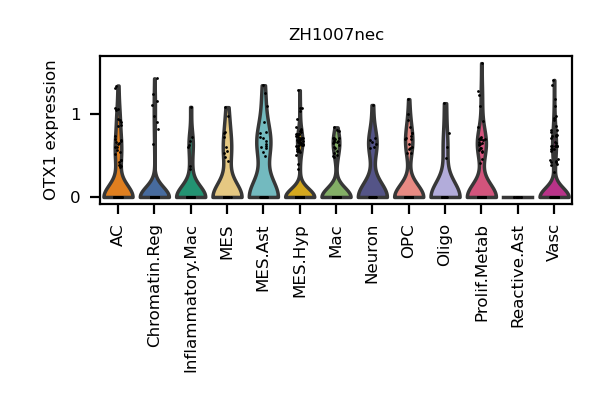 ZH1007nec
OTX1 expression
1
0
AC
Chromatin.Reg
Inflammatory.Mac
MES
MES.Ast
MES.Hyp
Mac
Neuron
OPC
Oligo
Prolif.Metab
Reactive.Ast
Vasc